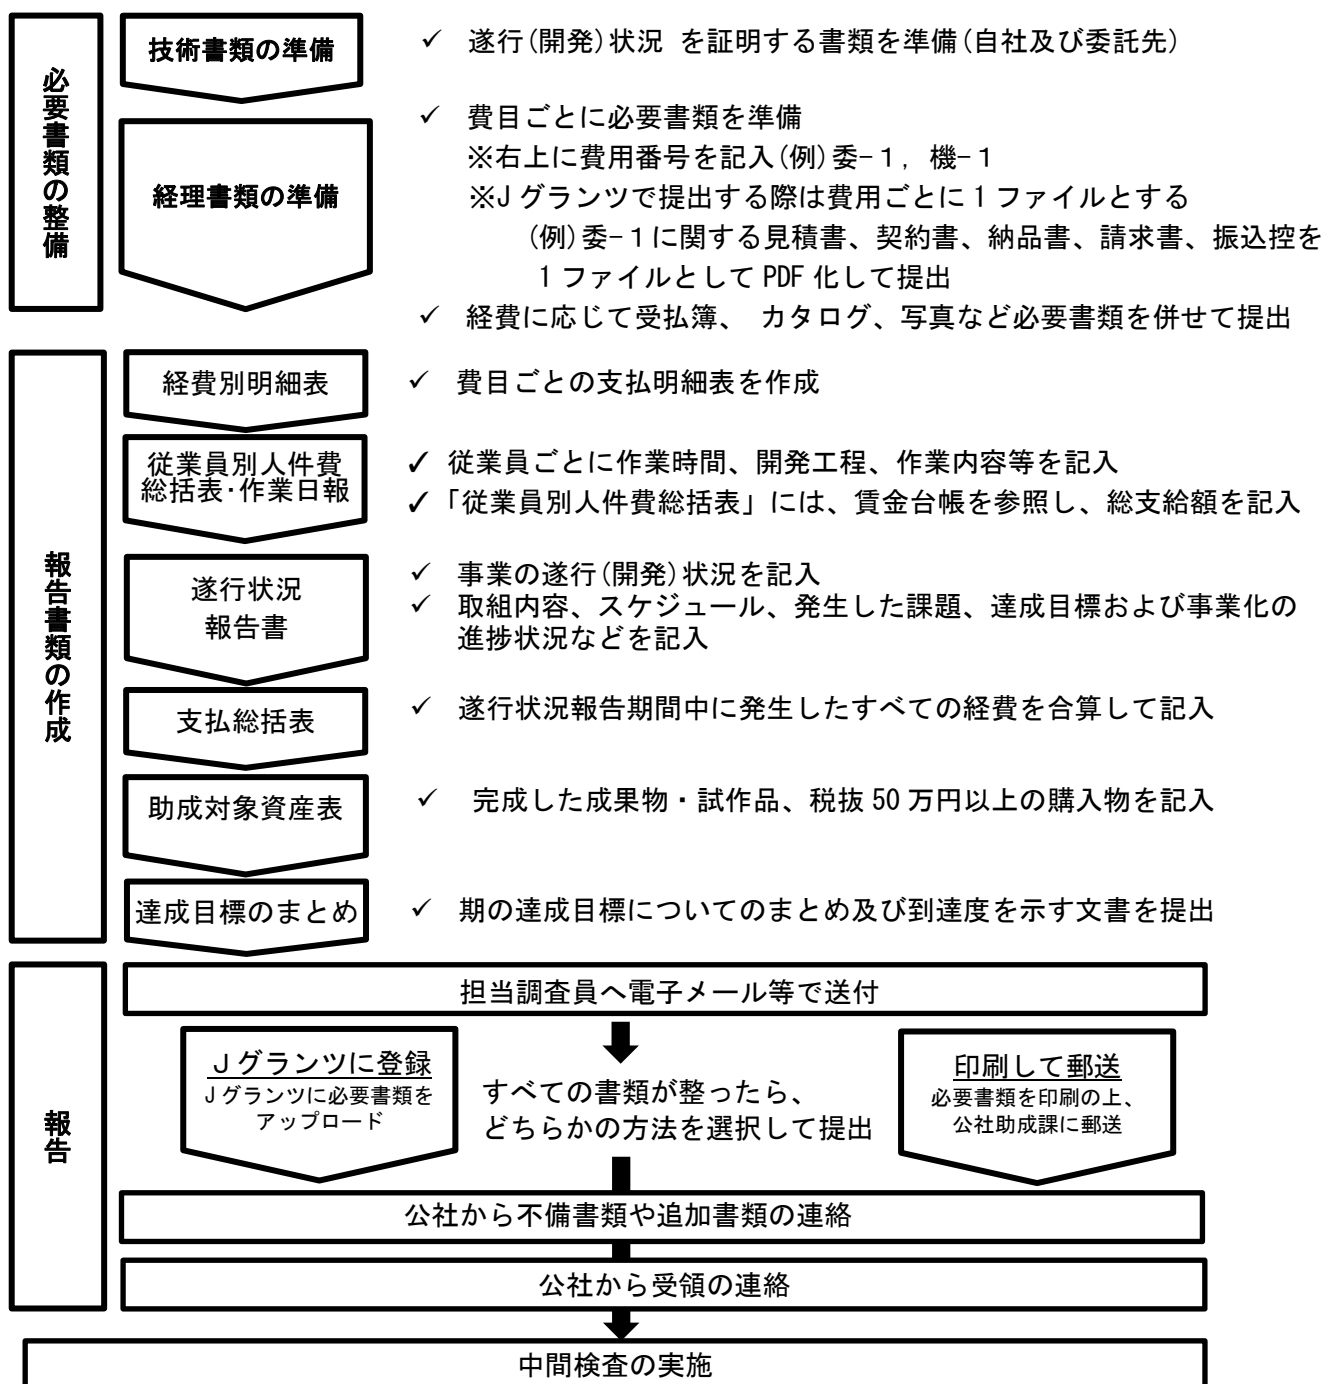 必要書類の整備
技術書類の準備
✓ 遂行(開発)状況 を証明する書類を準備(自社及び委託先)
経理書類の準備
✓ 費目ごとに必要書類を準備
※右上に費用番号を記入(例)委-1, 機-1
※Jグランツで提出する際は費用ごとに1ファイルとする
(例)委-1に関する見積書、契約書、納品書、請求書、振込控を
1ファイルとしてPDF化して提出
✓ 経費に応じて受払簿、 カタログ、写真など必要書類を併せて提出
報告書類の作成
経費別明細表
✓ 費目ごとの支払明細表を作成
従業員別人件費
総括表･作業日報
✓ 従業員ごとに作業時間、開発工程、作業内容等を記入
✓「従業員別人件費総括表」には、賃金台帳を参照し、総支給額を記入
遂行状況
報告書
✓ 事業の遂行(開発)状況を記入
✓ 取組内容、スケジュール、発生した課題、達成目標および事業化の
進捗状況などを記入
支払総括表
✓ 遂行状況報告期間中に発生したすべての経費を合算して記入
助成対象資産表
✓ 完成した成果物・試作品、税抜50万円以上の購入物を記入
達成目標のまとめ
✓ 期の達成目標についてのまとめ及び到達度を示す文書を提出
報告
担当調査員へ電子メール等で送付
Jグランツに登録
Jグランツに必要書類を
アップロード
すべての書類が整ったら、
どちらかの方法を選択して提出
印刷して郵送
必要書類を印刷の上、
公社助成課に郵送
公社から不備書類や追加書類の連絡
公社から受領の連絡
中間検査の実施